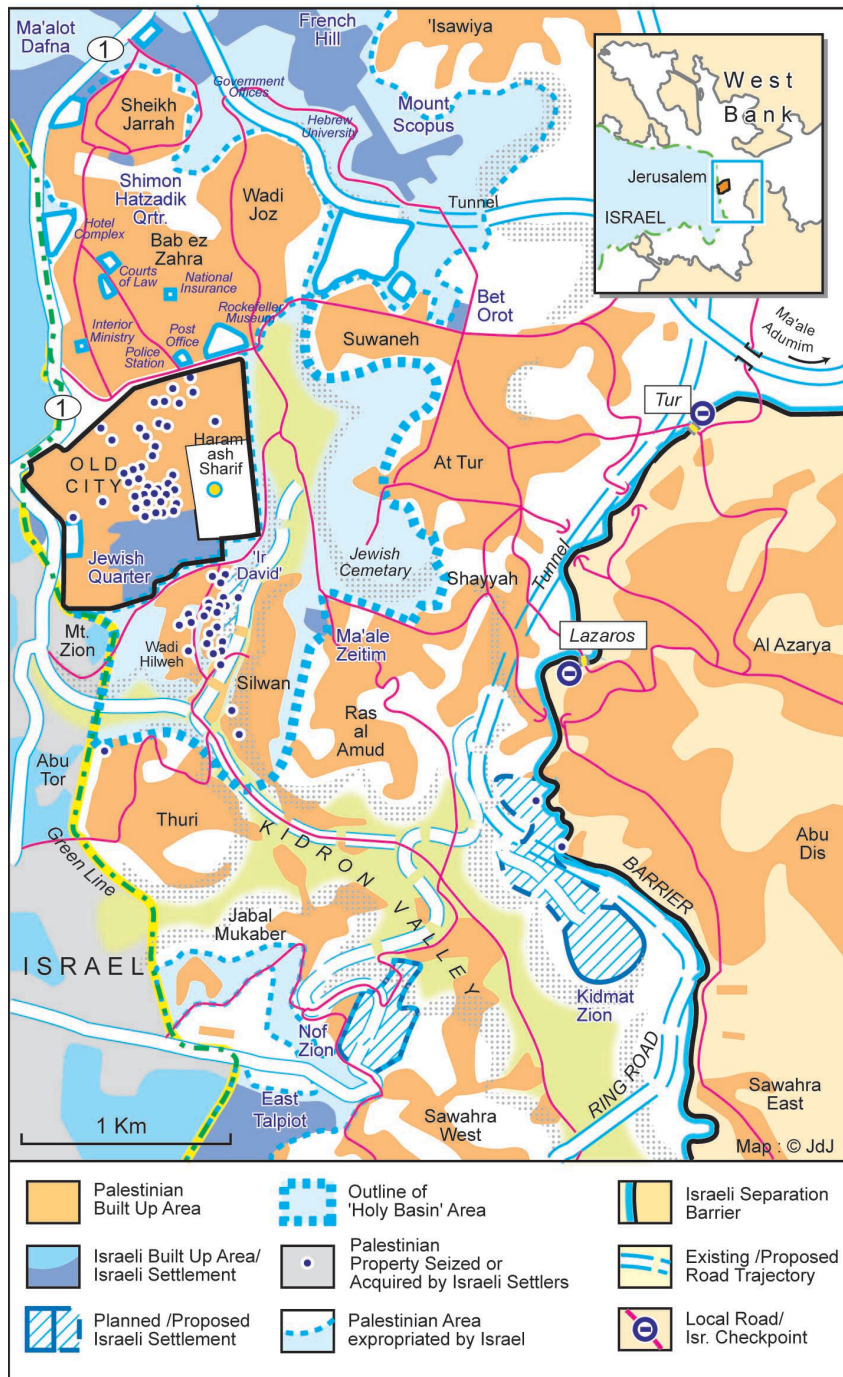 Ma'alot
Dafna
1
French
Hill
'Isawiya
Government
Offices
Sheikh
Jarrah
Hebrew
University
Mount
Scopus
West
Bank
Jerusalem
ISRAEL
Shimon
Hatzadik
Qrtr.
Wadi
Joz
Tunnel
Hotel
Complex
Bab ez
Zahra
Courts
of Law
National
Insurance
Rockefeller
Museum
Bet
Orot
Ma'ale
Adumim
Interior
Ministry
Post
Office
Police
Station
Suwaneh
1
Tur
OLD
CITY
Haram
ash
Sharif
At Tur
Jewish
Quarter
'Ir
David'
Jewish
Cemetary
Shayyah
Tunnel
Mt.
Zion
Wadi
Hilweh
Ma'ale
Zeitim
Lazaros
Al Azarya
Silwan
Ras
al
Amud
Abu
Tor
Thuri
Green Line
KIDRON VALLEY
Abu
Dis
BARRIER
Jabal
Mukaber
ISRAEL
Nof
Zion
Kidmat
Zion
RING ROAD
East
Talpiot
Sawahra
West
Sawahra
East
1 Km
Map : © JdJ
Palestinian
Built Up Area
Outline of
'Holy Basin' Area
Israeli Separation
Barrier
Israeli Built Up Area/
Israeli Settlement
Palestinian
Property Seized or
Acquired by Israeli Settlers
Existing /Proposed
Road Trajectory
Planned /Proposed
Israeli Settlement
Palestinian Area
expropriated by Israel
Local Road/
Isr. Checkpoint